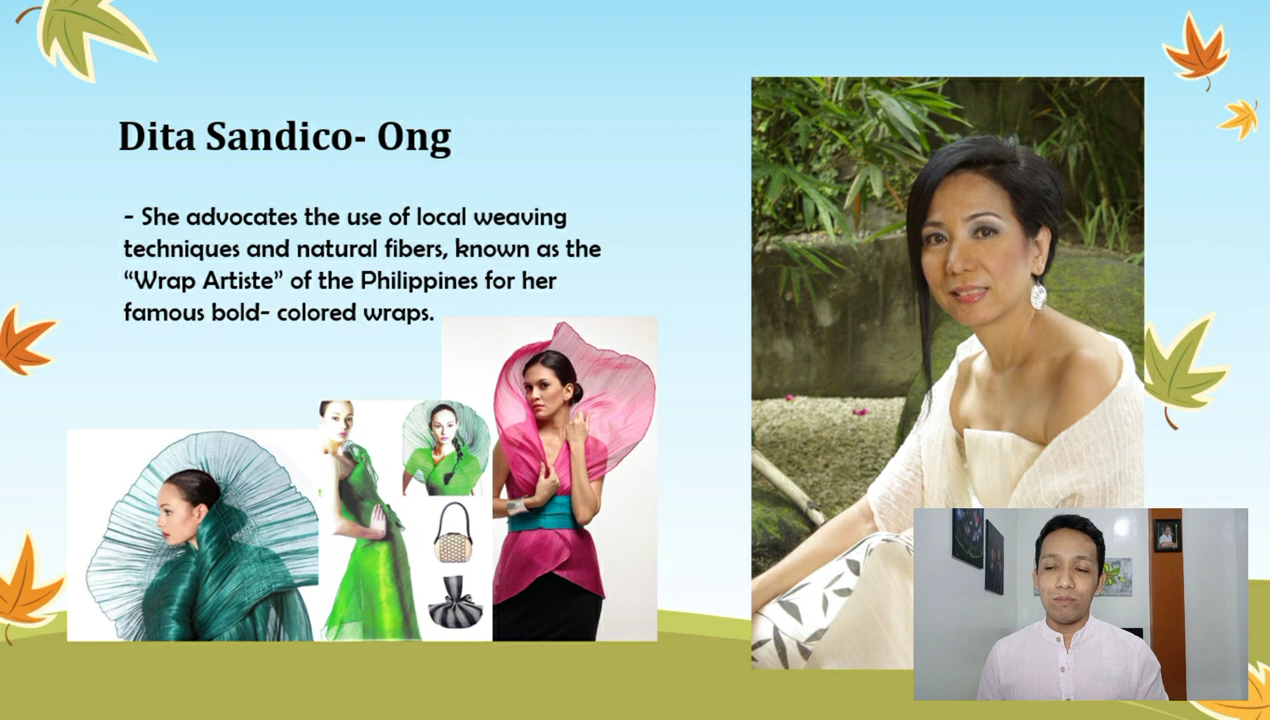 Dita Sandico- Ong
- She advocates the use of local weaving
techniques and natural fibers, known as the
“Wrap Artiste” of the Philippines for her
famous bold- colored wraps.